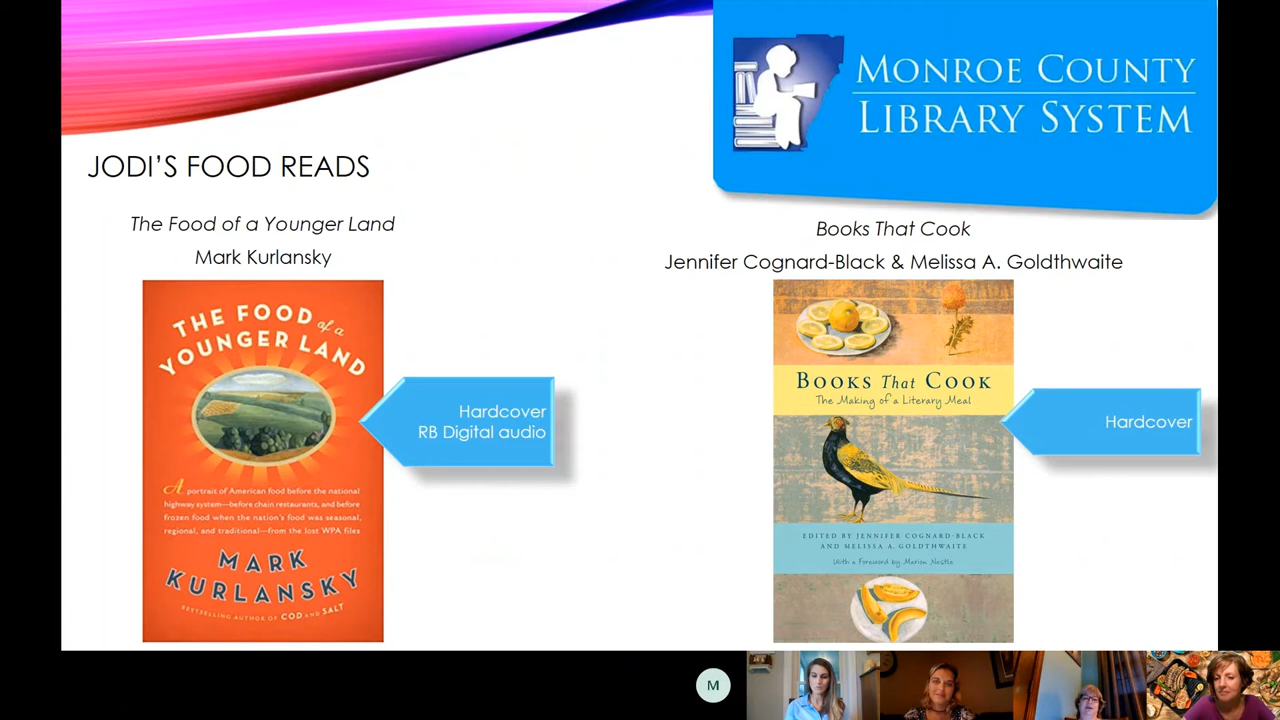 MONROE COUNTY
LIBRARY SYSTEM
JODI'S FOOD READS
The Food of a Younger Land
Mark Kurlansky
THE FOOD of a
YOUNGER LAND
A portrait of American food before the national
highway system—before chain restaurants, and before
frozen food when the nation's food was seasonal,
regional, and traditional—from the lost WPA files
MARK
KURLANSKY
BESTSELLING AUTHOR OF COD AND SALT
Hardcover
RB Digital audio
Books That Cook
Jennifer Cognard-Black & Melissa A. Goldthwaite
BOOKS That COOK
The Making of a Literary Meal
EDITED BY JENNIFER COGNARD-BLACK
AND MELISSA A. GOLDTHWAITE
With a Foreword by Marion Nestle
Hardcover
M